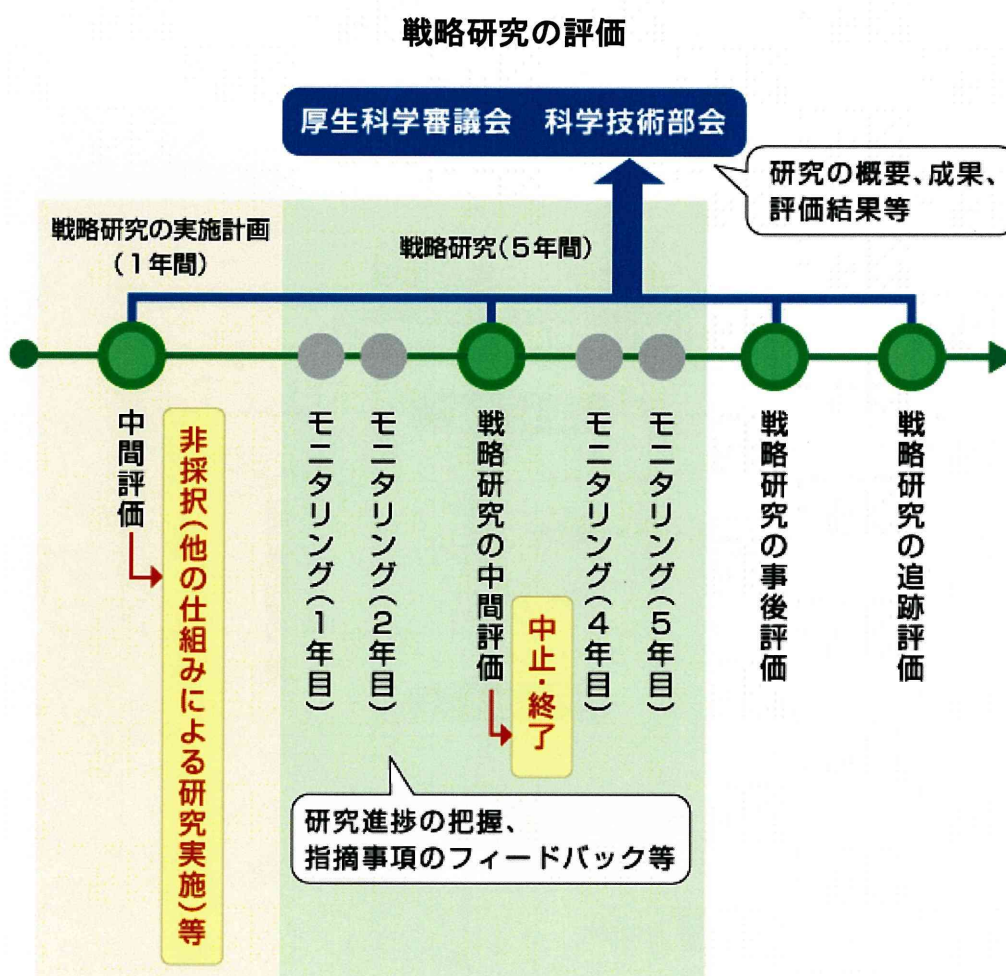 戦略研究の評価
厚生科学審議会　科学技術部会
研究の概要、成果、
評価結果等
戦略研究の実施計画
（１年間）
戦略研究（５年間）
中間評価
非採択（他の仕組みによる研究実施）等
モニタリング（１年目）
モニタリング（２年目）
戦略研究の中間評価
中止・終了
モニタリング（４年目）
モニタリング（５年目）
戦略研究の事後評価
戦略研究の追跡評価
研究進捗の把握、
指摘事項のフィードバック等